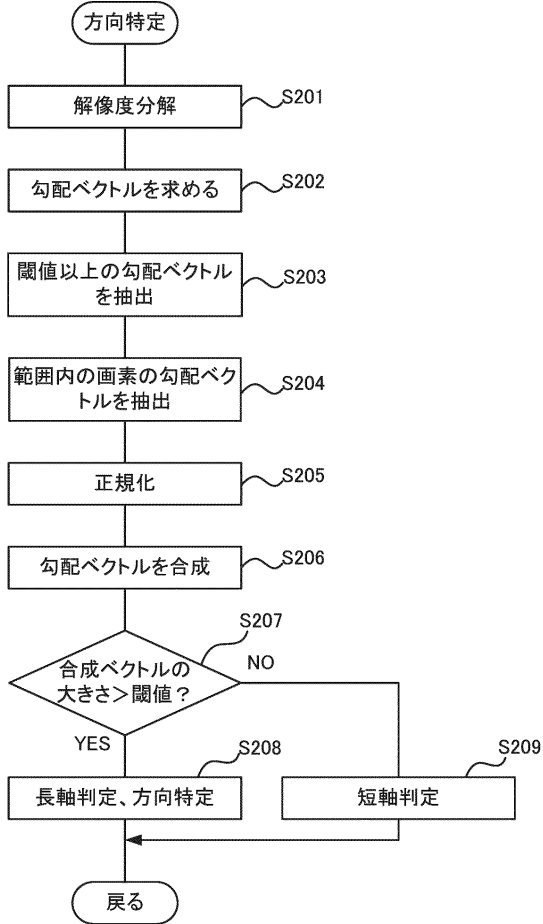 方向特定
解像度分解
S201
勾配ベクトルを求める
S202
閾値以上の勾配ベクトル
を抽出
S203
範囲内の画素の勾配ベク
トルを抽出
S204
正規化
S205
勾配ベクトルを合成
S206
S207
合成ベクトルの
大きさ＞閾値？
NO
YES
S208
長軸判定、方向特定
S209
短軸判定
戻る